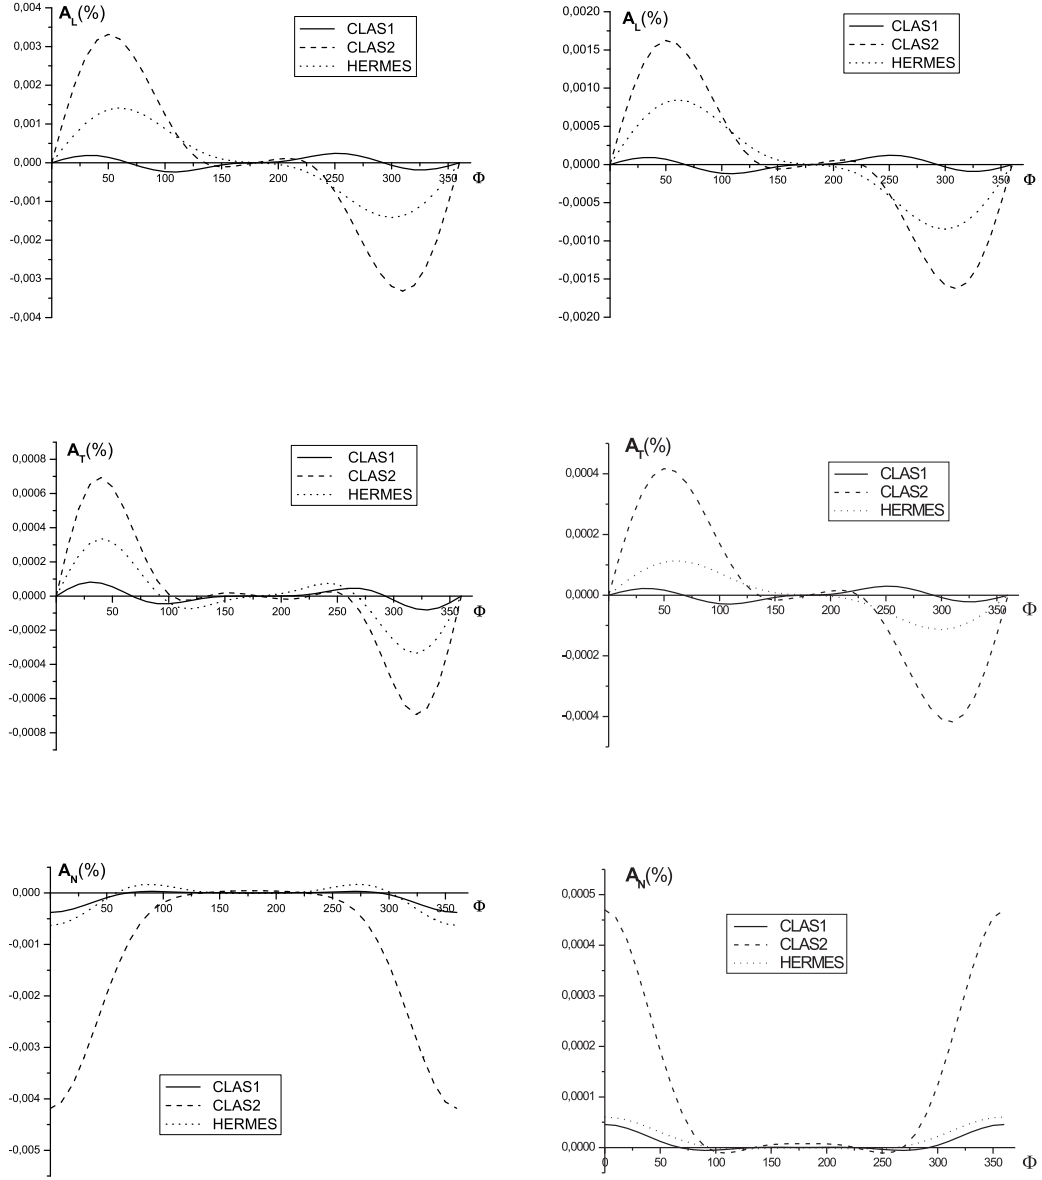 A_L(%)
CLAS1
CLAS2
HERMES
0,004
0,003
0,002
0,001
0,000
-0,001
-0,002
-0,003
-0,004
50 100 150 200 250 300 350 Φ
A_L(%)
CLAS1
CLAS2
HERMES
0,0020
0,0015
0,0010
0,0005
0,0000
-0,0005
-0,0010
-0,0015
-0,0020
50 100 150 200 250 300 350 Φ
A_T(%)
CLAS1
CLAS2
HERMES
0,0008
0,0006
0,0004
0,0002
0,0000
-0,0002
-0,0004
-0,0006
-0,0008
50 100 150 200 250 300 350 Φ
A_T(%)
CLAS1
CLAS2
HERMES
0,0004
0,0002
0,0000
-0,0002
-0,0004
50 100 150 200 250 300 350 Φ
A_N(%)
0,000
-0,001
-0,002
-0,003
-0,004
-0,005
50 100 150 200 250 300 350 Φ
CLAS1
CLAS2
HERMES
A_N(%)
CLAS1
CLAS2
HERMES
0,0005
0,0004
0,0003
0,0002
0,0001
0,0000
0 50 100 150 200 250 300 350 Φ